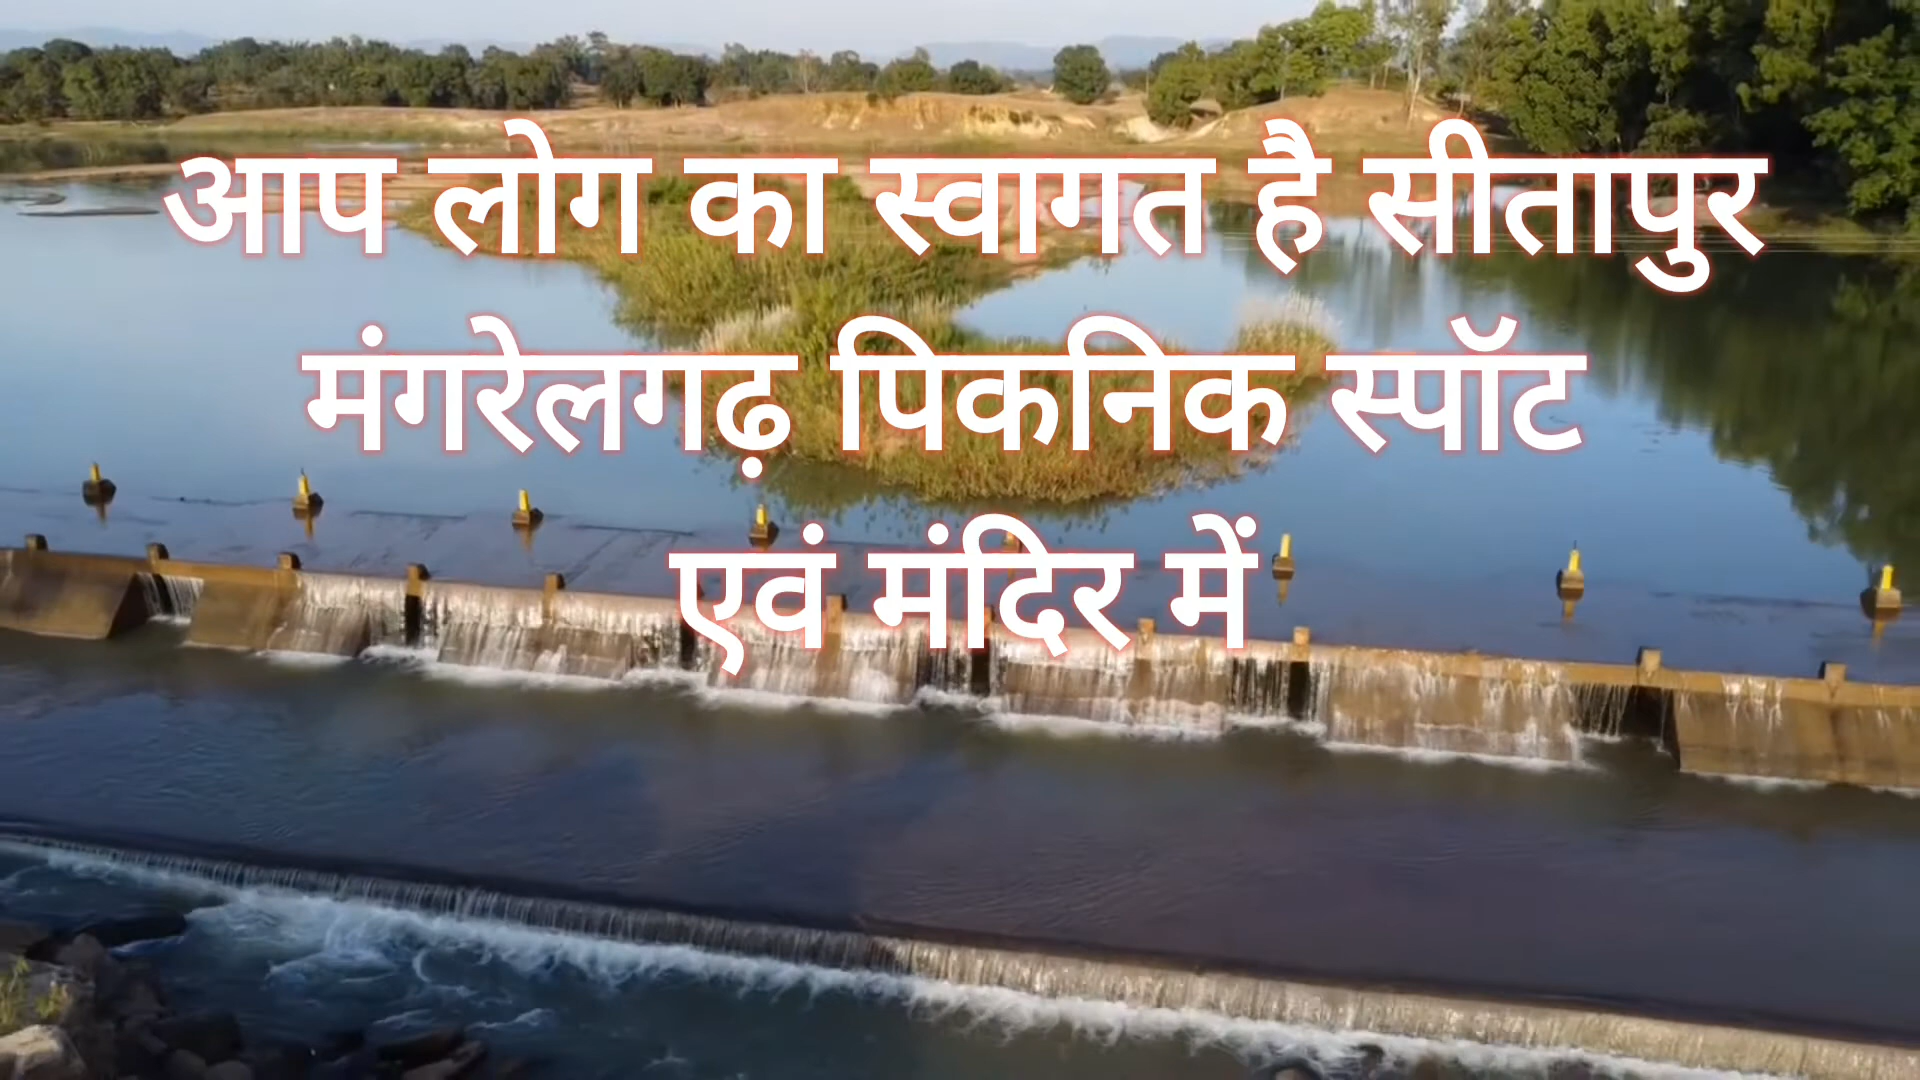 आप लोग का स्वागत है सीतापुर
मंगरेलगढ़ पिकनिक स्पॉट
एवं मंदिर में